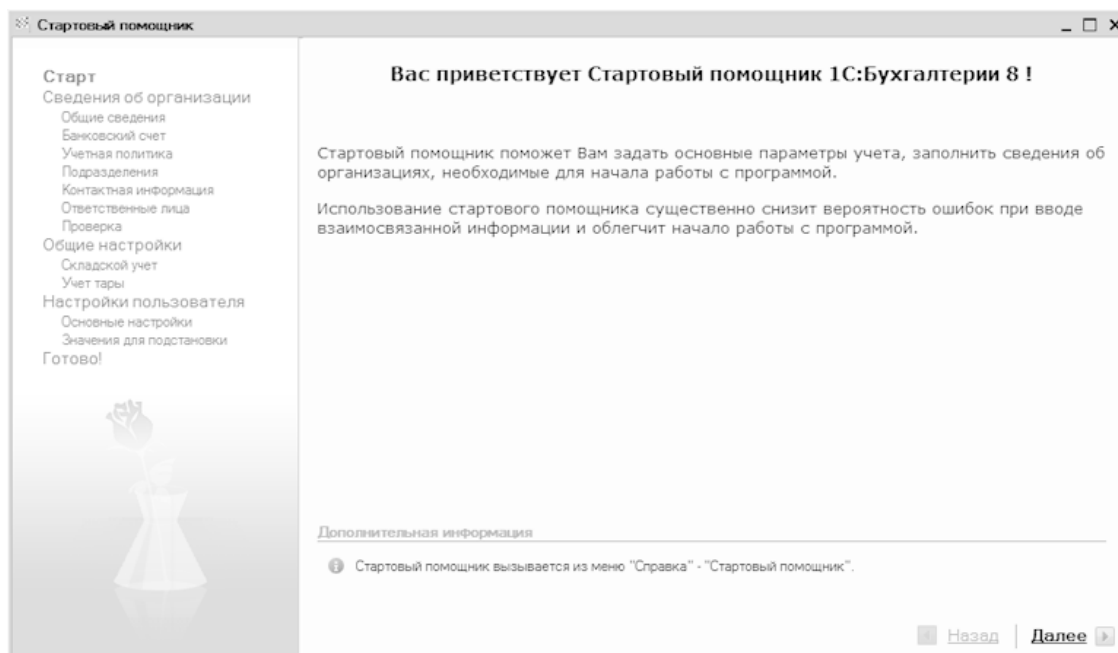 Стартовый помощник
Старт
Сведения об организации
Общие сведения
Банковский счет
Учетная политика
Подразделения
Контактная информация
Ответственные лица
Проверка
Общие настройки
Складской учет
Учет тары
Настройки пользователя
Основные настройки
Значения для подстановки
Готово!
Вас приветствует Стартовый помощник 1С:Бухгалтерии 8 !
Стартовый помощник поможет Вам задать основные параметры учета, заполнить сведения об
организациях, необходимые для начала работы с программой.
Использование стартового помощника существенно снизит вероятность ошибок при вводе
взаимосвязанной информации и облегчит начало работы с программой.
Дополнительная информация
Стартовый помощник вызывается из меню "Справка" - "Стартовый помощник".
Назад Далее